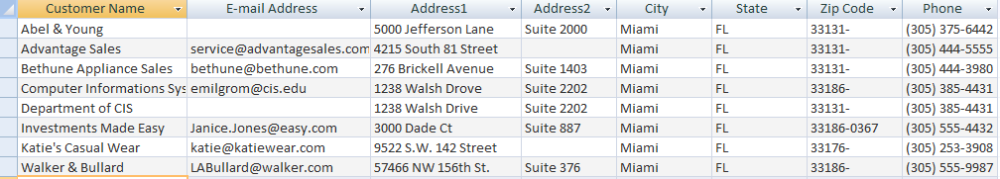 Customer Name E-mail Address Address1 Address2 City State Zip Code Phone
Abel & Young 5000 Jefferson Lane Suite 2000 Miami FL 33131- (305) 375-6442
Advantage Sales service@advantagesales.com 4215 South 81 Street Miami FL 33131- (305) 444-5555
Bethune Appliance Sales bethune@bethune.com 276 Brickell Avenue Suite 1403 Miami FL 33131- (305) 444-3980
Computer Informations Sys emilgrom@cis.edu 1238 Walsh Drove Suite 2202 Miami FL 33186- (305) 385-4431
Department of CIS 1238 Walsh Drive Suite 2202 Miami FL 33131- (305) 385-4431
Investments Made Easy Janice.Jones@easy.com 3000 Dade Ct Suite 887 Miami FL 33186-0367 (305) 555-4432
Katie's Casual Wear katie@katiewear.com 9522 S.W. 142 Street Miami FL 33176- (305) 253-3908
Walker & Bullard LABullard@walker.com 57466 NW 156th St. Suite 376 Miami FL 33186- (305) 555-9987